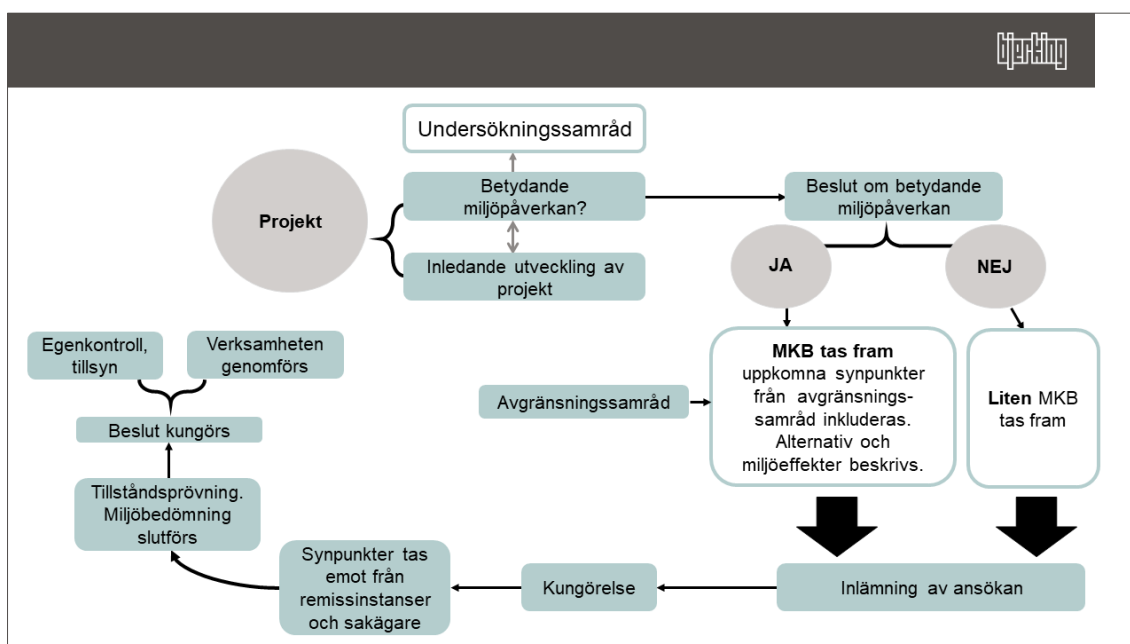 bjerking
Undersökningssamråd
Projekt
Betydande
miljöpåverkan?
Inledande utveckling av
projekt
Beslut om betydande
miljöpåverkan
JA
NEJ
MKB tas fram
uppkomna synpunkter
från avgränsnings-
samråd inkluderas.
Alternativ och
miljöeffekter beskrivs.
Liten MKB
tas fram
Avgränsningssamråd
Inlämning av ansökan
Kungörelse
Synpunkter tas
emot från
remissinstanser
och sakägare
Tillståndsprövning.
Miljöbedömning
slutförs
Beslut kungörs
Egenkontroll,
tillsyn
Verksamheten
genomförs